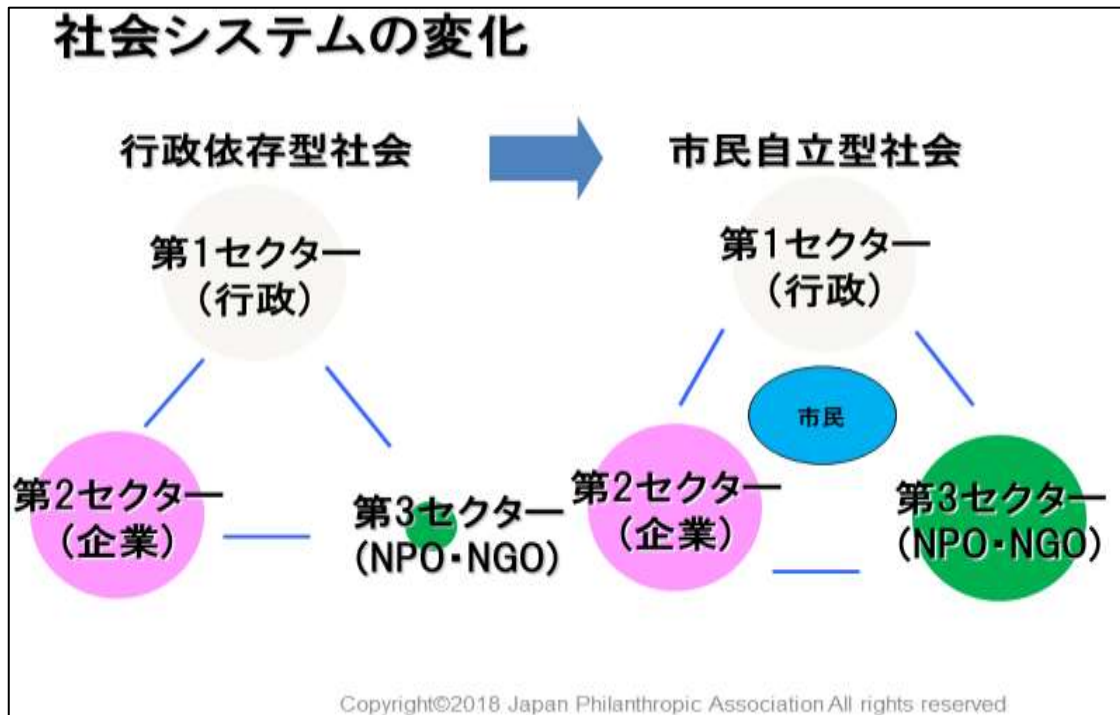 社会システムの変化
行政依存型社会
市民自立型社会
第1セクター
(行政)
第2セクター
(企業)
第3セクター
(NPO・NGO)
第1セクター
(行政)
市民
第2セクター
(企業)
第3セクター
(NPO・NGO)
Copyright©2018 Japan Philanthropic Association All rights reserved